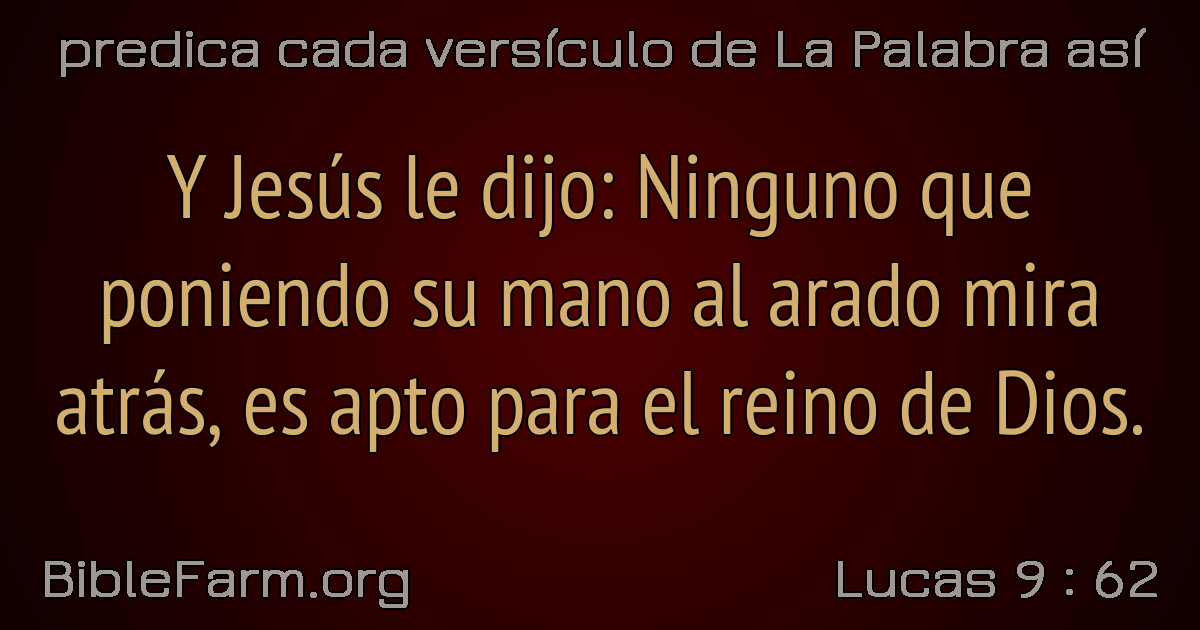 predica cada versículo de La Palabra así
Y Jesús le dijo: Ninguno que
poniendo su mano al arado mira
atrás, es apto para el reino de Dios.
BibleFarm.org
Lucas 9 : 62